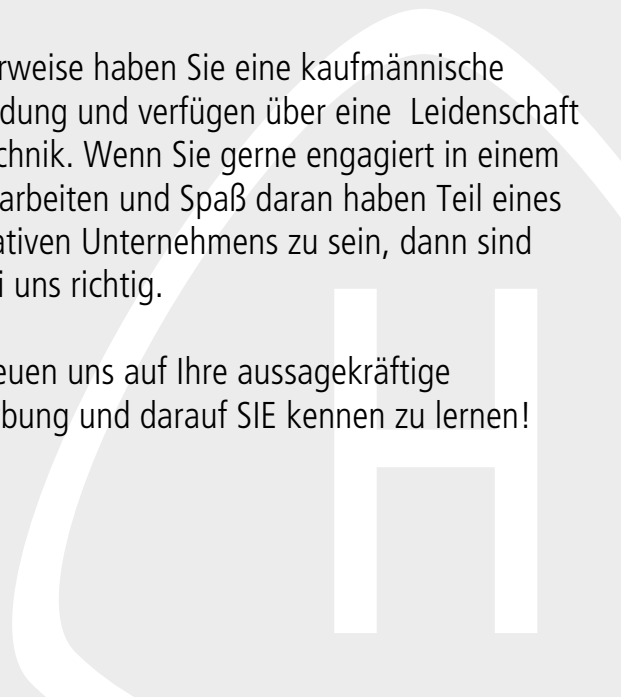 rweise haben Sie eine kaufmännische
dung und verfügen über eine Leidenschaft
chnik. Wenn Sie gerne engagiert in einem
arbeiten und Spaß daran haben Teil eines
ativen Unternehmens zu sein, dann sind
i uns richtig.
euen uns auf Ihre aussagekräftige
bung und darauf SIE kennen zu lernen!
H